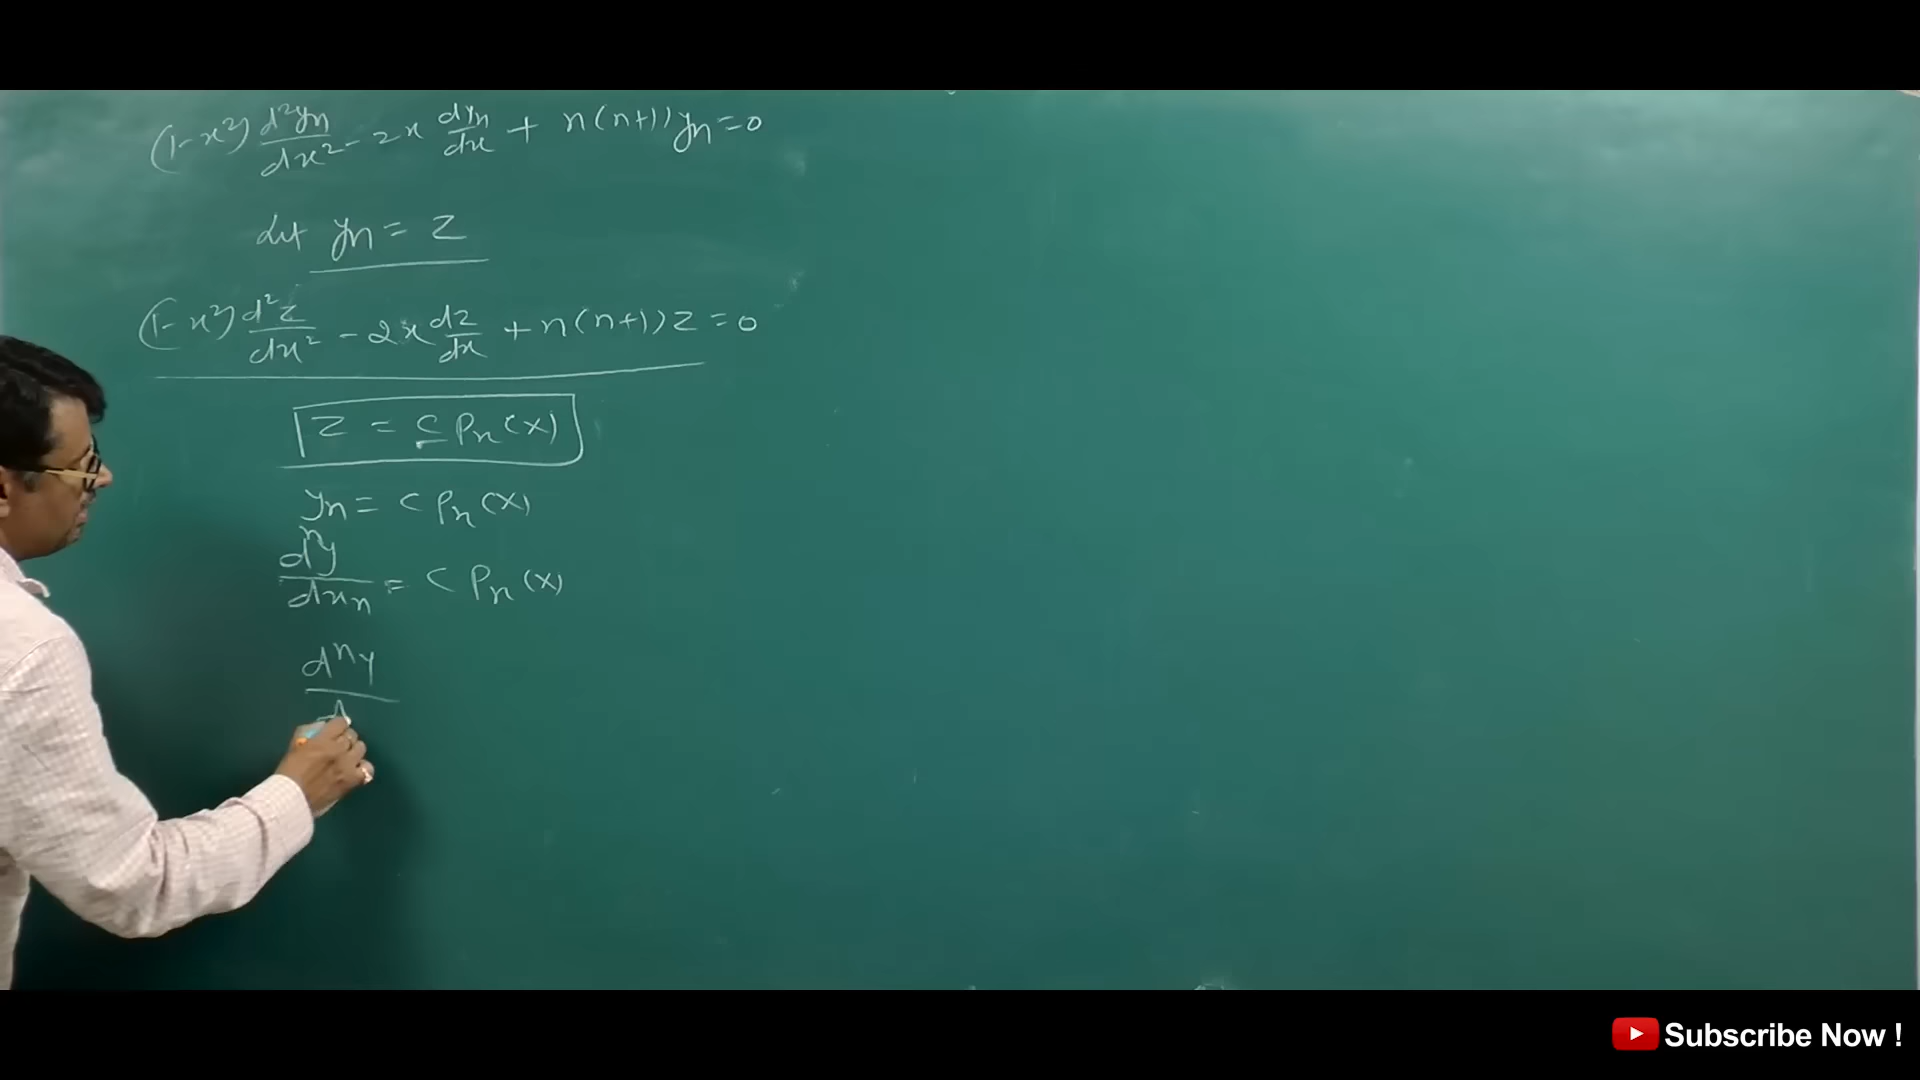 (1-x²) d²yn/dx² - 2x dyn/dx + n(n+1) yn = 0
Let yn = z
(1-x²) d²z/dx² - 2x dz/dx + n(n+1) z = 0
z = c Pn(x)
yn = c Pn(x)
dⁿy/dxn = c Pn(x)
dⁿy
d
Subscribe Now !